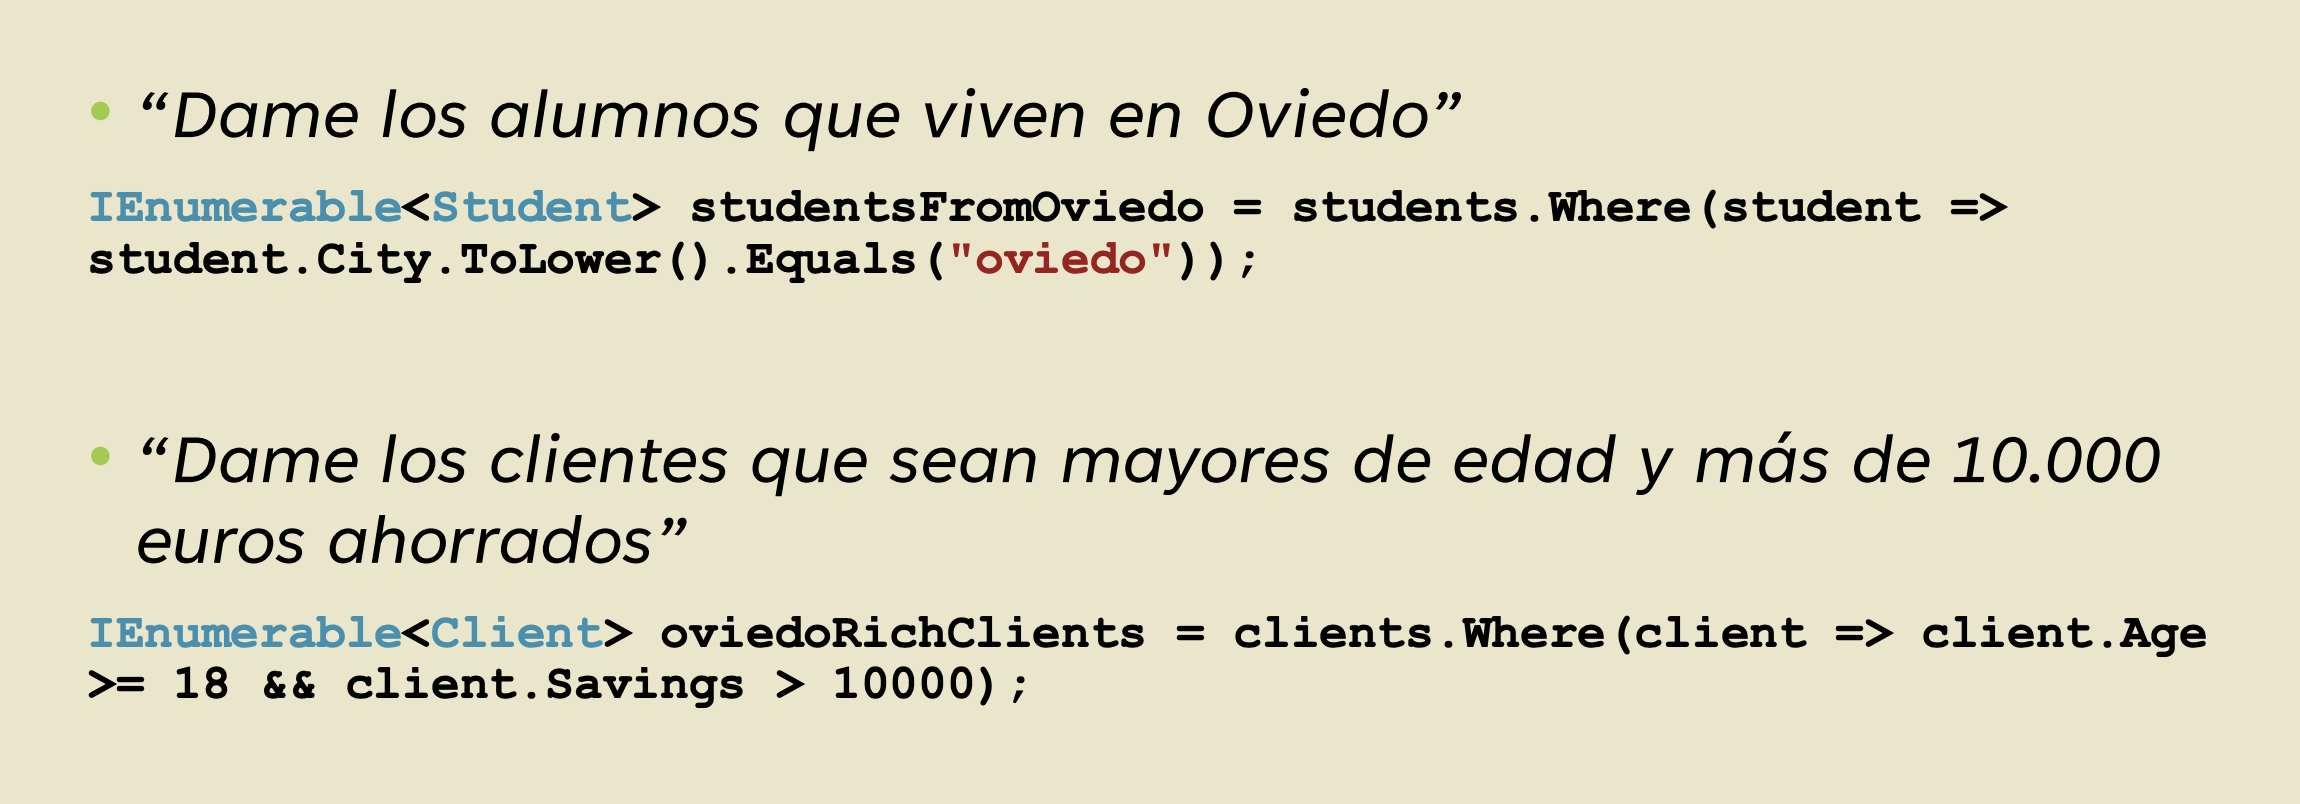 • “Dame los alumnos que viven en Oviedo”
IEnumerable<Student> studentsFromOviedo = students.Where(student =>
student.City.ToLower().Equals("oviedo"));
• “Dame los clientes que sean mayores de edad y más de 10.000
euros ahorrados”
IEnumerable<Client> oviedoRichClients = clients.Where(client => client.Age
>= 18 && client.Savings > 10000);